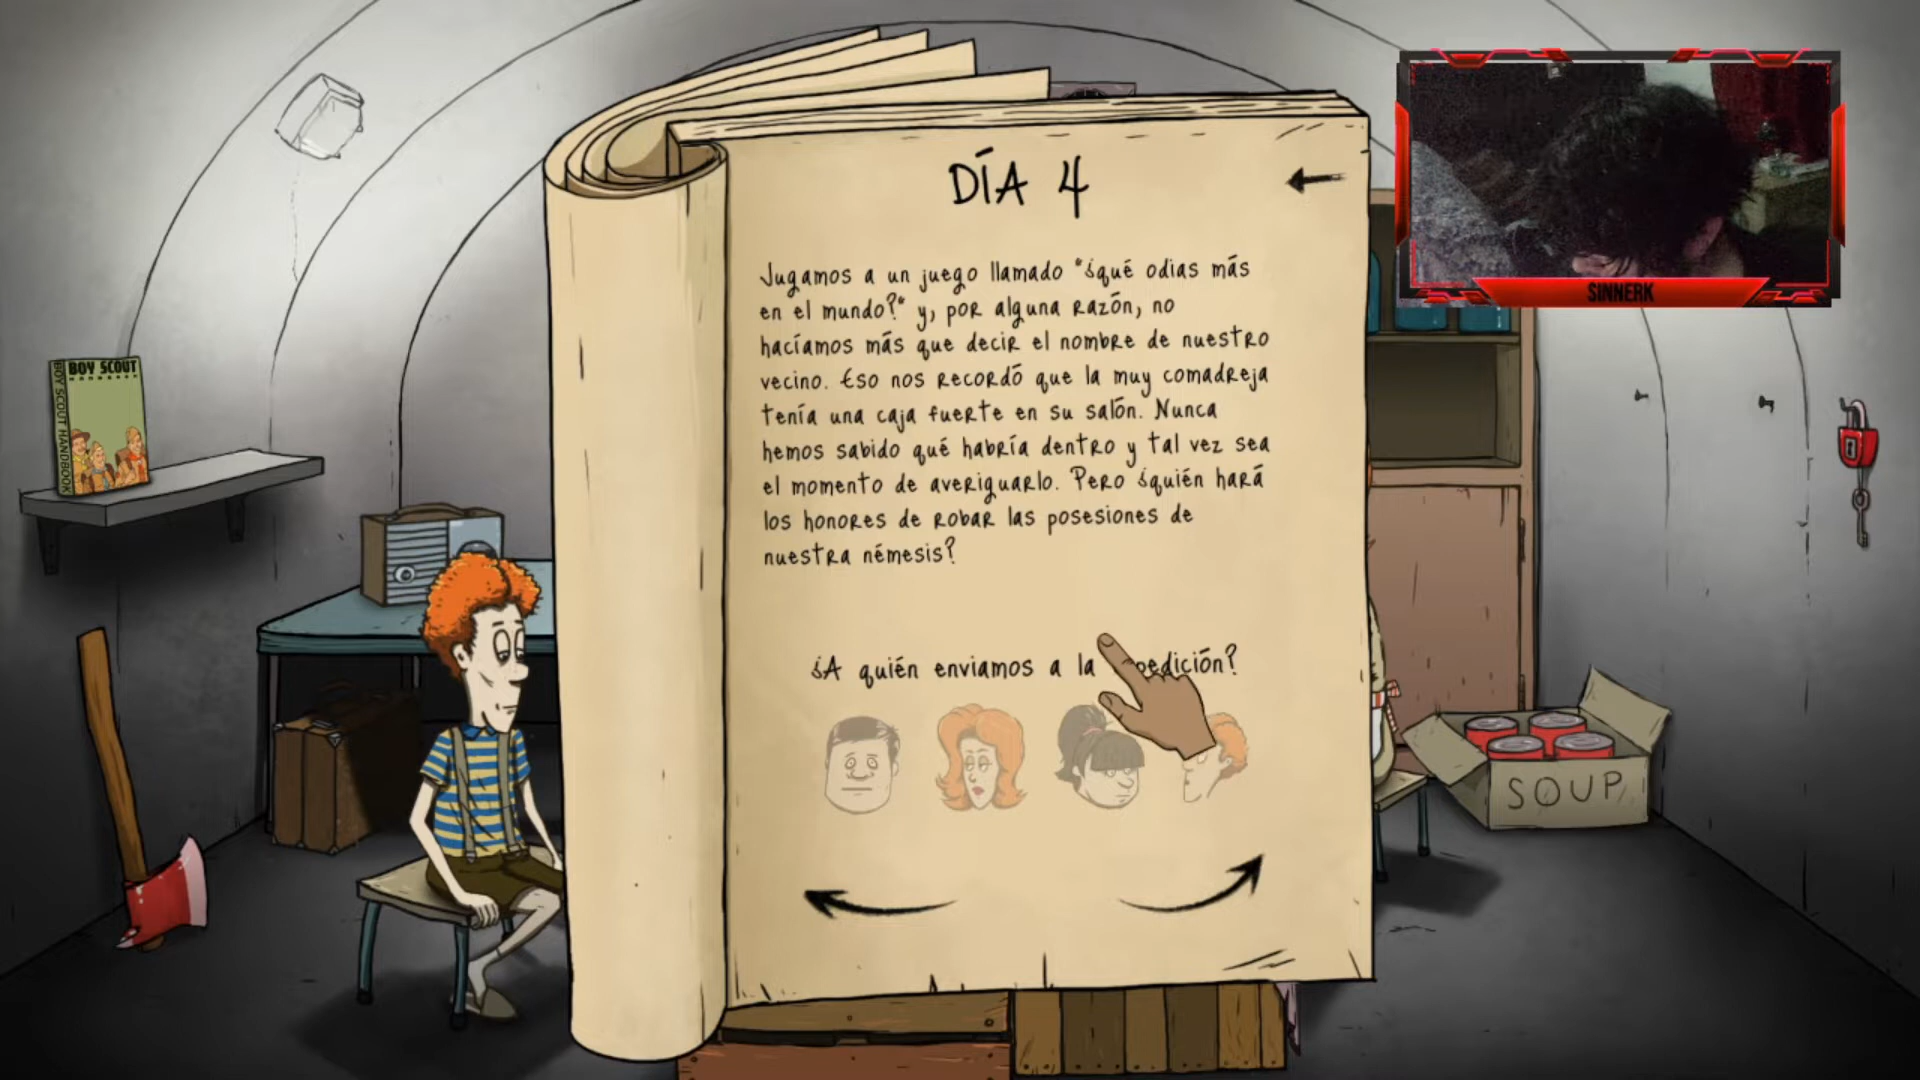 DÍA 4
Jugamos a un juego llamado "¿qué odias más
en el mundo?" y, por alguna razón, no
hacíamos más que decir el nombre de nuestro
vecino. Eso nos recordó que la muy comadreja
tenía una caja fuerte en su salón. Nunca
hemos sabido qué habría dentro y tal vez sea
el momento de averiguarlo. Pero ¿quién hará
los honores de robar las posesiones de
nuestra némesis?
¿A quién enviamos a la pedición?
SINNERK
BOY SCOUT
HANDBOOK
BOY SCOUT HANDBOOK
SOUP